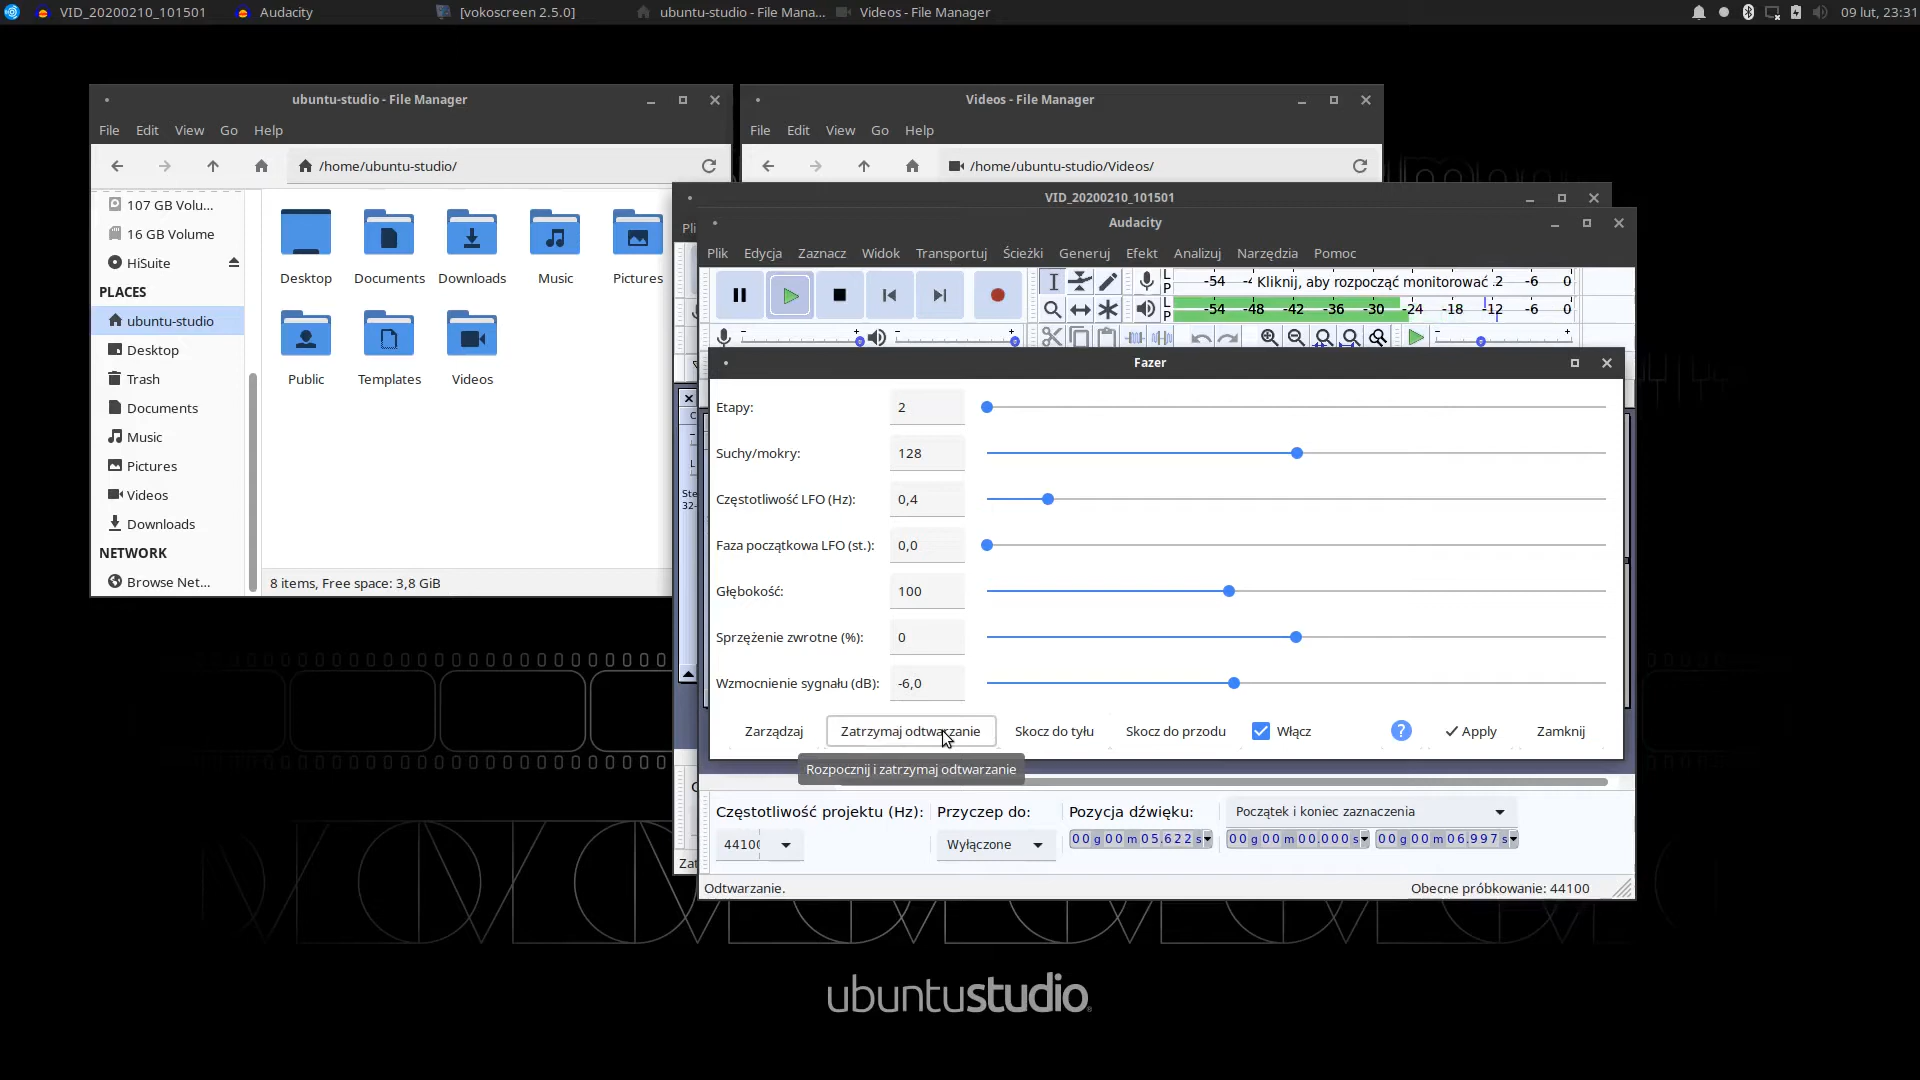 VID_20200210_101501
Audacity
[vokoscreen 2.5.0]
ubuntu-studio - File Mana...
Videos - File Manager
09 lut, 23:31
ubuntu-studio - File Manager
File Edit View Go Help
/home/ubuntu-studio/
107 GB Volu...
16 GB Volume
HiSuite
PLACES
ubuntu-studio
Desktop
Trash
Documents
Music
Pictures
Videos
Downloads
NETWORK
Browse Net...
Desktop
Documents
Downloads
Music
Pictures
Public
Templates
Videos
8 items, Free space: 3,8 GiB
Videos - File Manager
File Edit View Go Help
/home/ubuntu-studio/Videos/
VID_20200210_101501
Pli
Audacity
Plik Edycja Zaznacz Widok Transportuj Ścieżki Generuj Efekt Analizuj Narzędzia Pomoc
L
P
-54 Kliknij, aby rozpocząć monitorować -6 0
L
P
-54 -48 -42 -36 -30 -24 -18 -12 -6 0
Ste
32-
Fazer
Etapy: 2
Suchy/mokry: 128
Częstotliwość LFO (Hz): 0,4
Faza początkowa LFO (st.): 0,0
Głębokość: 100
Sprzężenie zwrotne (%): 0
Wzmocnienie sygnału (dB): -6,0
Zarządzaj
Zatrzymaj odtwarzanie
Skocz do tyłu
Skocz do przodu
Włącz
?
Apply
Zamknij
Rozpocznij i zatrzymaj odtwarzanie
Częstotliwość projektu (Hz): Przyczep do: Pozycja dźwięku: Początek i koniec zaznaczenia
44100 Wyłączone 00 g 00 m 05.622 s 00 g 00 m 00.000 s 00 g 00 m 06.997 s
Zat
Odtwarzanie.
Obecne próbkowanie: 44100
ubuntustudio